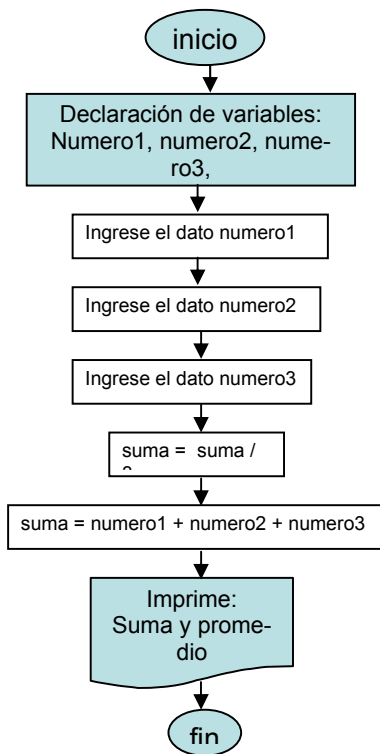 inicio
Declaración de variables:
Numero1, numero2, nume-
ro3,
Ingrese el dato numero1
Ingrese el dato numero2
Ingrese el dato numero3
suma = suma /
suma = numero1 + numero2 + numero3
Imprime:
Suma y prome-
dio
fin